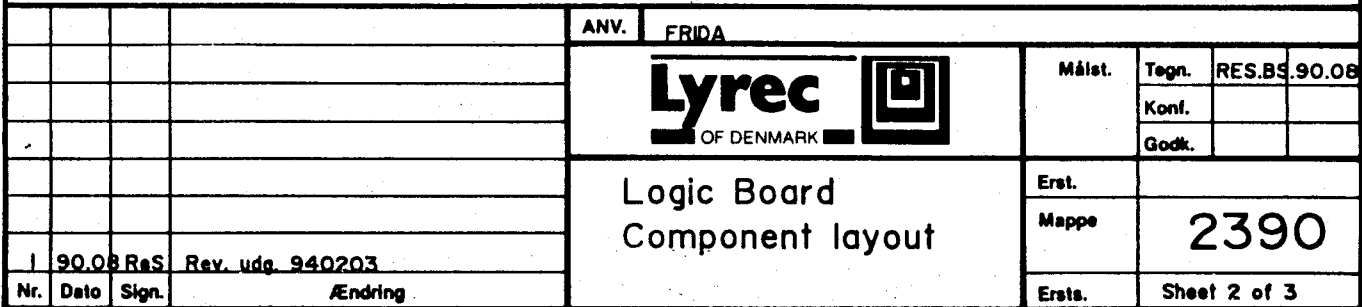 ANV. FRIDA
Lyrec
OF DENMARK
Målst.
Tegn. RES.BS.90.08
Konf.
Godk.
Logic Board
Component layout
Erst.
Mappe 2390
Ersts. Sheet 2 of 3
1 90.08 ReS Rev. udg. 940203
Nr. Dato Sign. Ændring